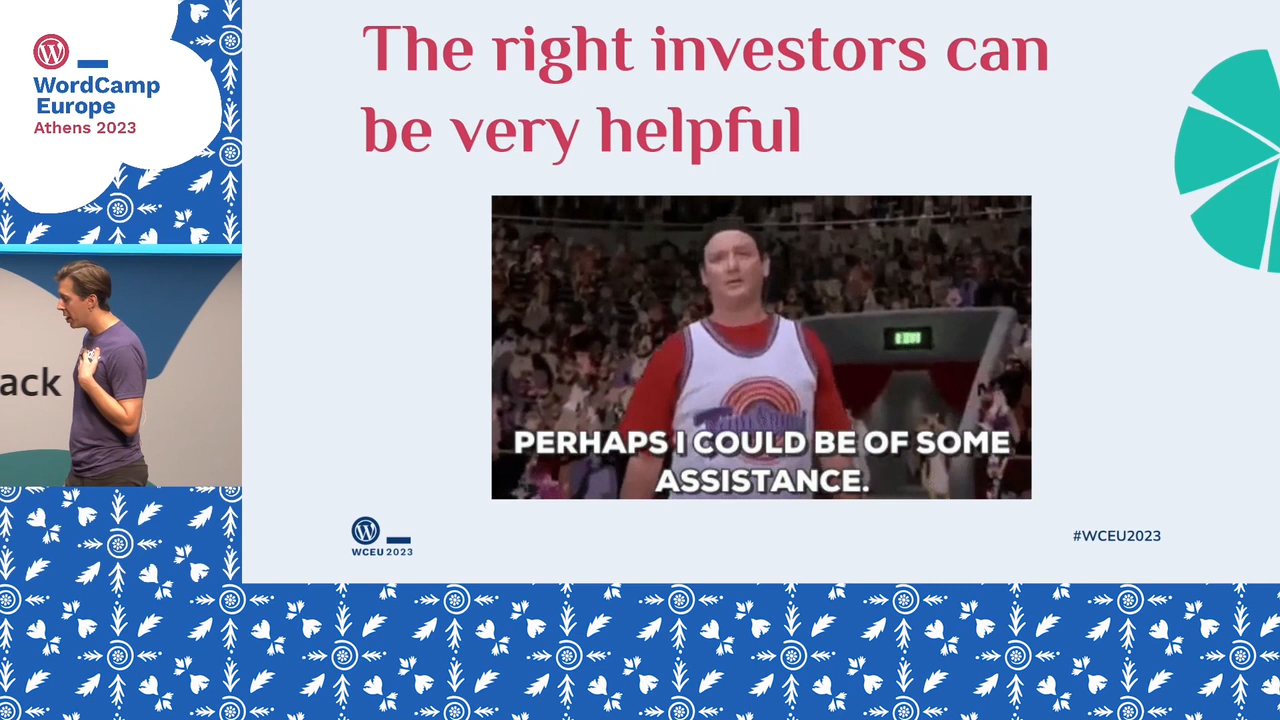 WordCamp
Europe
Athens 2023
The right investors can
be very helpful
ack
PERHAPS I COULD BE OF SOME
ASSISTANCE.
WCEU 2023
#WCEU2023